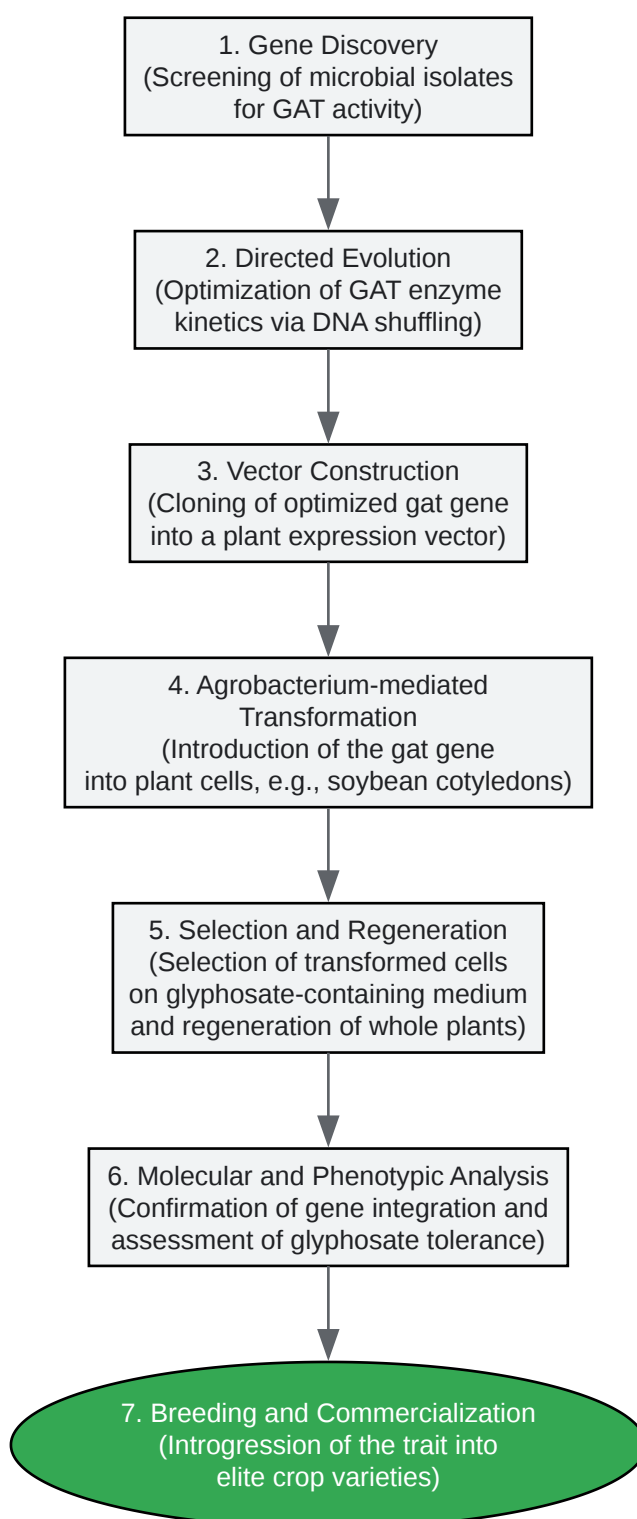 1. Gene Discovery
(Screening of microbial isolates
for GAT activity)
2. Directed Evolution
(Optimization of GAT enzyme
kinetics via DNA shuffling)
3. Vector Construction
(Cloning of optimized gat gene
into a plant expression vector)
4. Agrobacterium-mediated
Transformation
(Introduction of the gat gene
into plant cells, e.g., soybean cotyledons)
5. Selection and Regeneration
(Selection of transformed cells
on glyphosate-containing medium
and regeneration of whole plants)
6. Molecular and Phenotypic Analysis
(Confirmation of gene integration and
assessment of glyphosate tolerance)
7. Breeding and Commercialization
(Introgression of the trait into
elite crop varieties)